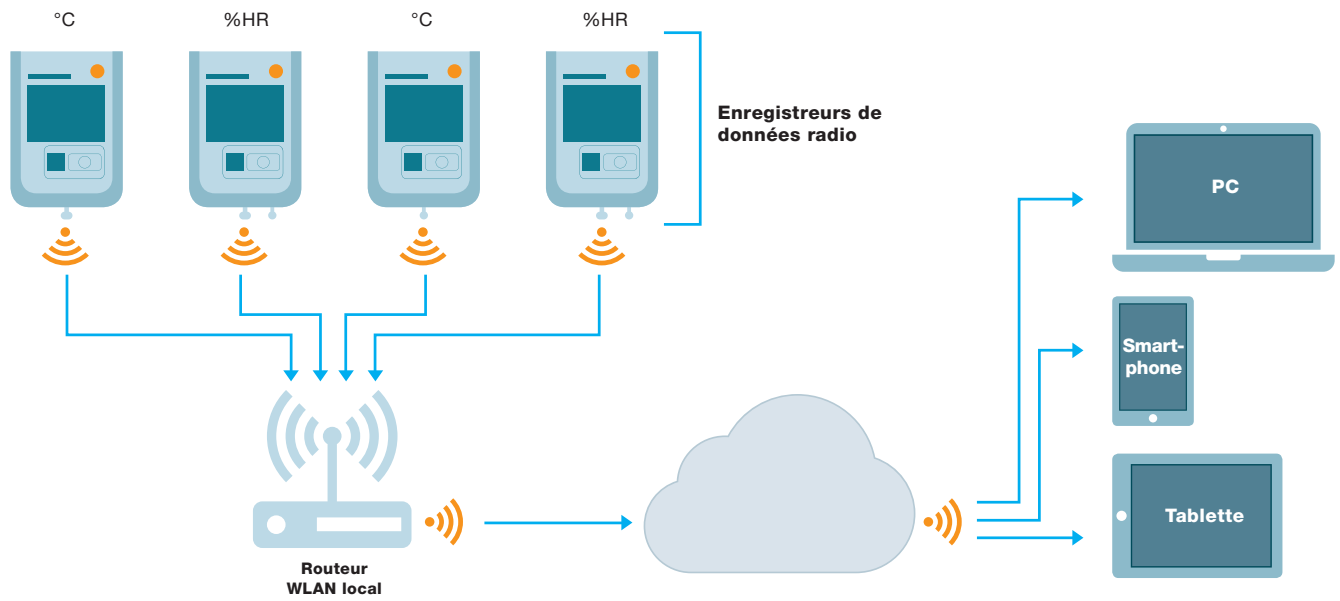 °C
%HR
°C
%HR
Enregistreurs de
données radio
PC
Smart-
phone
Tablette
Routeur
WLAN local